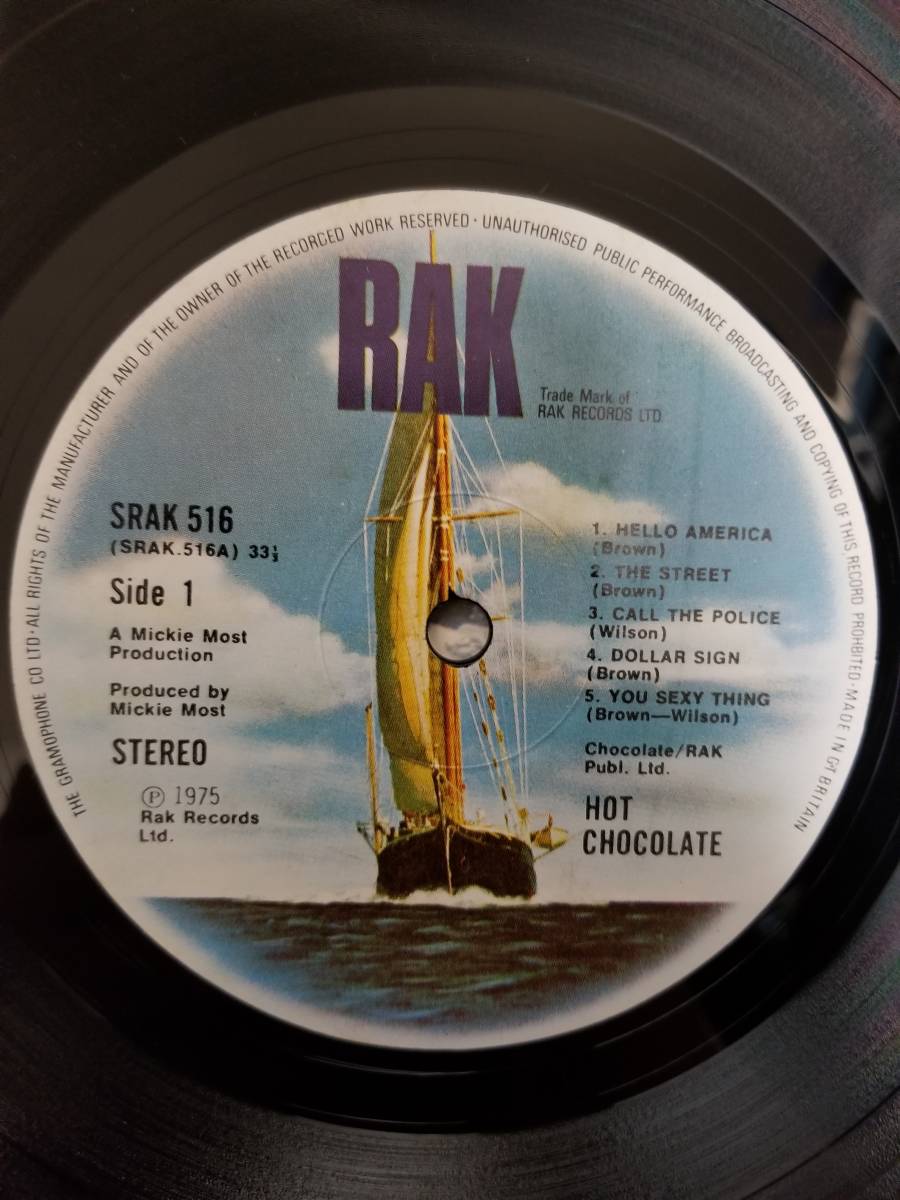 THE GRAMOPHONE CO LTD·ALL RIGHTS OF THE MANUFACTURER AND OF THE OWNER OF THE RECORCED WORK RESERVED · UNAUTHORISED PUBLIC PERFORMANCE BROADCASTING AND COPYING OF THIS RECORD PROHIBITED·MADE IN GT BRITAIN
RAK
Trade Mark of
RAK RECORDS LTD.
SRAK 516
(SRAK.516A) 33⅓
Side 1
A Mickie Most
Production
Produced by
Mickie Most
STEREO
℗ 1975
Rak Records
Ltd.
1. HELLO AMERICA
(Brown)
2. THE STREET
(Brown)
3. CALL THE POLICE
(Wilson)
4. DOLLAR SIGN
(Brown)
5. YOU SEXY THING
(Brown—Wilson)
Chocolate/RAK
Publ. Ltd.
HOT
CHOCOLATE